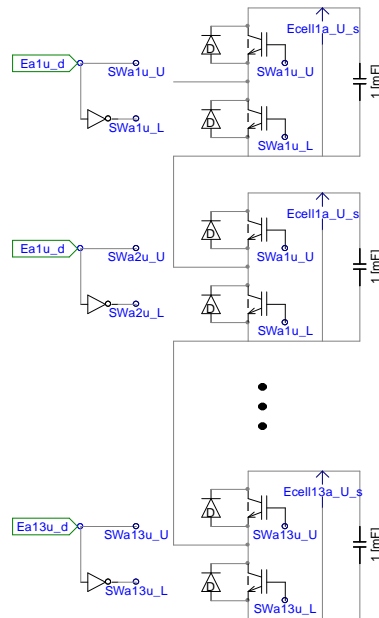 Ecell1a_U_s
Ea1u_d
SWa1u_U
D
SWa1u_U
1 [mF]
SWa1u_L
D
SWa1u_L
Ecell1a_U_s
Ea1u_d
SWa2u_U
D
SWa1u_U
1 [mF]
SWa2u_L
D
SWa1u_L
Ecell13a_U_s
Ea13u_d
SWa13u_U
D
SWa13u_U
1 [mF]
SWa13u_L
D
SWa13u_L